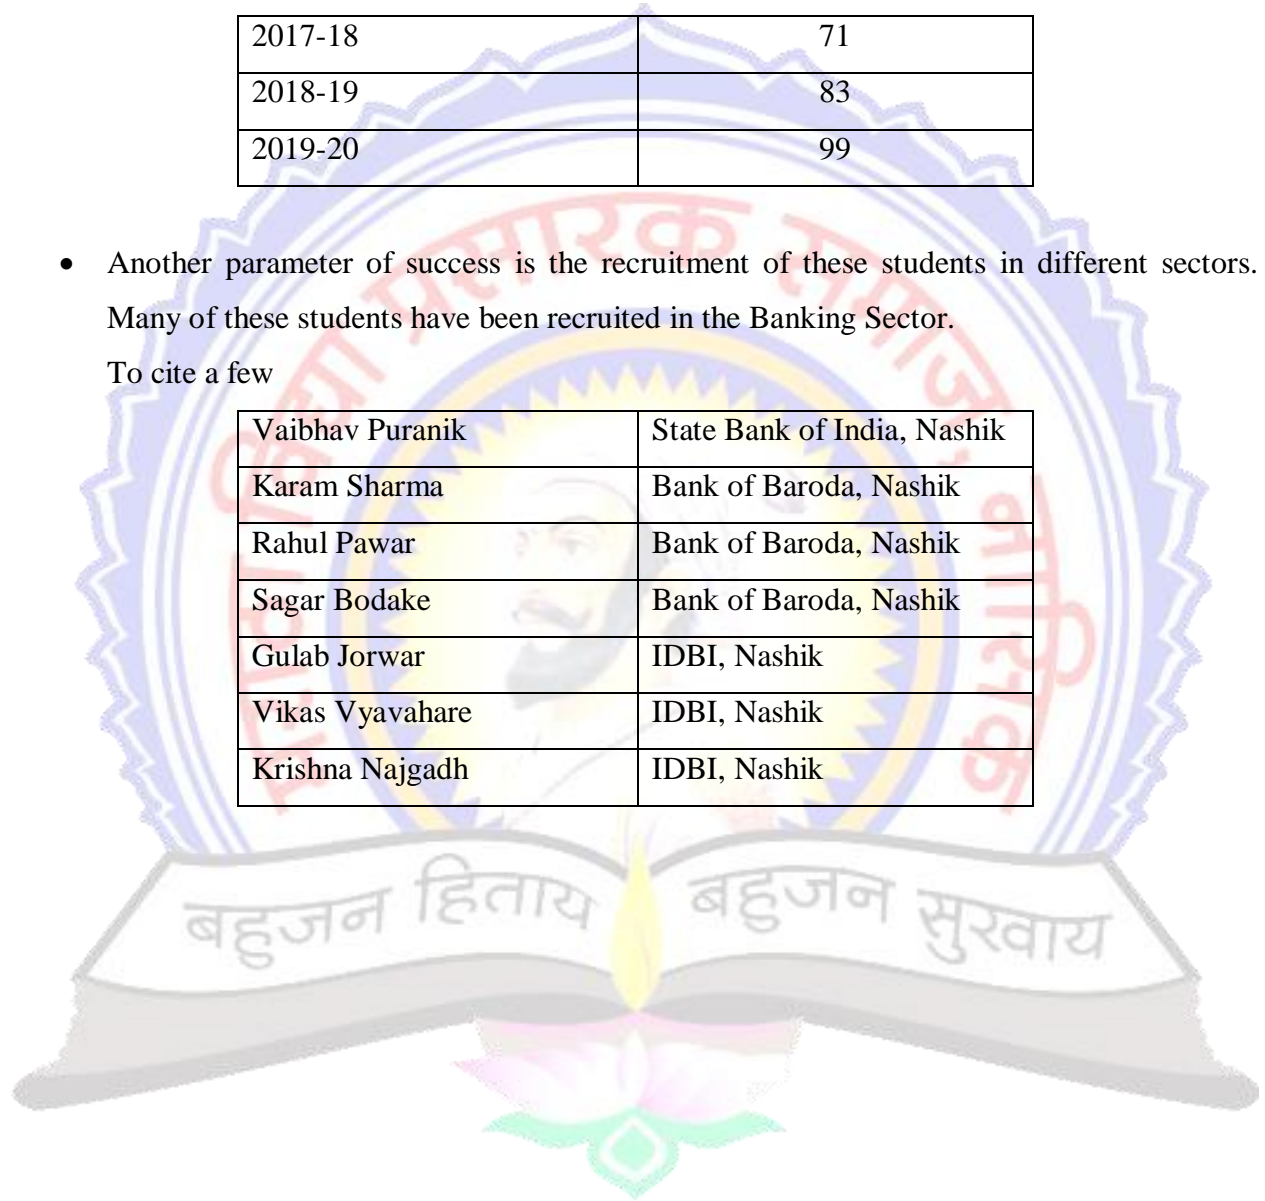 2017-18 71
2018-19 83
2019-20 99
• Another parameter of success is the recruitment of these students in different sectors.
Many of these students have been recruited in the Banking Sector.
To cite a few
Vaibhav Puranik State Bank of India, Nashik
Karam Sharma Bank of Baroda, Nashik
Rahul Pawar Bank of Baroda, Nashik
Sagar Bodake Bank of Baroda, Nashik
Gulab Jorwar IDBI, Nashik
Vikas Vyavahare IDBI, Nashik
Krishna Najgadh IDBI, Nashik
मराठा विद्या प्रसारक समाज, नाशिक
बहुजन हिताय बहुजन सुखाय